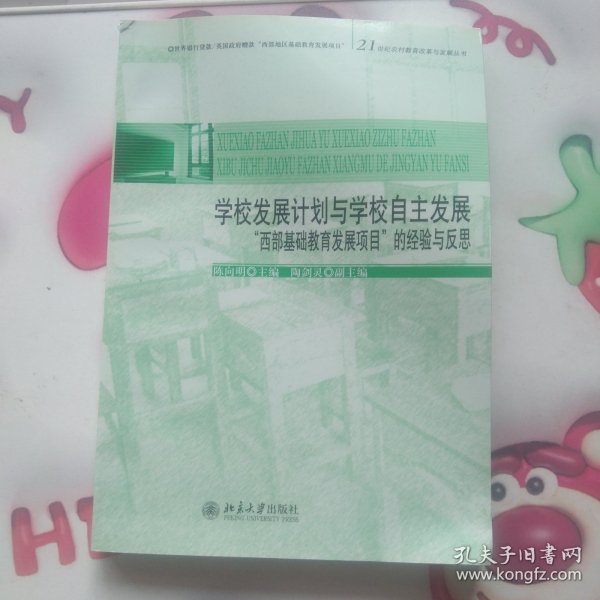 ◎世界银行贷款/英国政府赠款“西部地区基础教育发展项目” 21世纪农村教育改革与发展丛书
XUEXIAO FAZHAN JIHUA YU XUEXIAO ZIZHU FAZHAN
XIBU JICHU JIAOYU FAZHAN XIANGMU DE JINGYAN YU FANSI
学校发展计划与学校自主发展
“西部基础教育发展项目”的经验与反思
陈向明◎主编 陶剑灵◎副主编
北京大学出版社
PEKING UNIVERSITY PRESS
孔夫子旧书网
www.kongfz.com